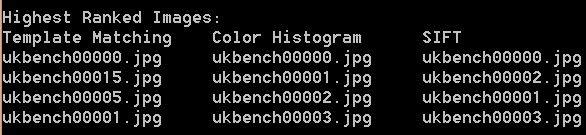 Highest Ranked Images:
Template Matching    Color Histogram    SIFT
ukbench00000.jpg    ukbench00000.jpg    ukbench00000.jpg
ukbench00015.jpg    ukbench00001.jpg    ukbench00002.jpg
ukbench00005.jpg    ukbench00002.jpg    ukbench00001.jpg
ukbench00001.jpg    ukbench00003.jpg    ukbench00003.jpg